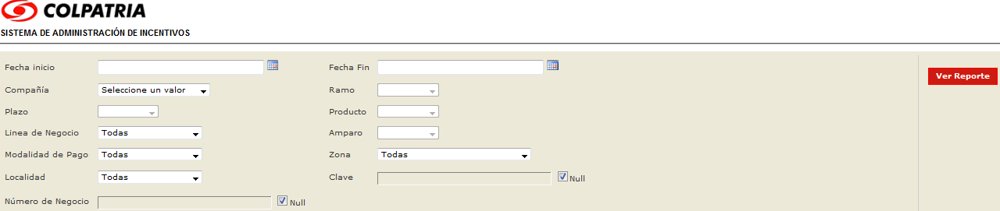 COLPATRIA
SISTEMA DE ADMINISTRACIÓN DE INCENTIVOS
Fecha inicio Fecha Fin Ver Reporte
Compañía Seleccione un valor Ramo
Plazo Producto
Linea de Negocio Todas Amparo
Modalidad de Pago Todas Zona Todas
Localidad Todas Clave Null
Número de Negocio Null